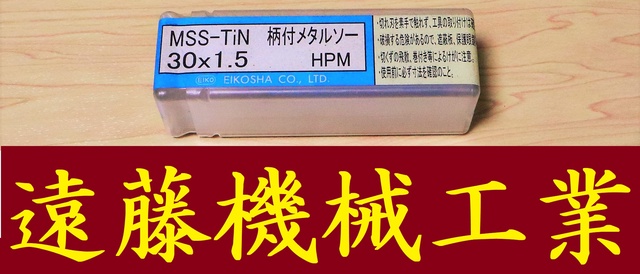 MSS-TiN 柄付メタルソー
30×1.5 HPM
EIKO EIKOSHA CO., LTD.
・切れ刃を素手で触れず、工具の取り付けは
・破損する危険があるので、遮蔽板、保護眼
・切くずの飛散、巻付き等によるけがに注意。
・使用前に必ず寸法を確認のこと。
遠藤機械工業